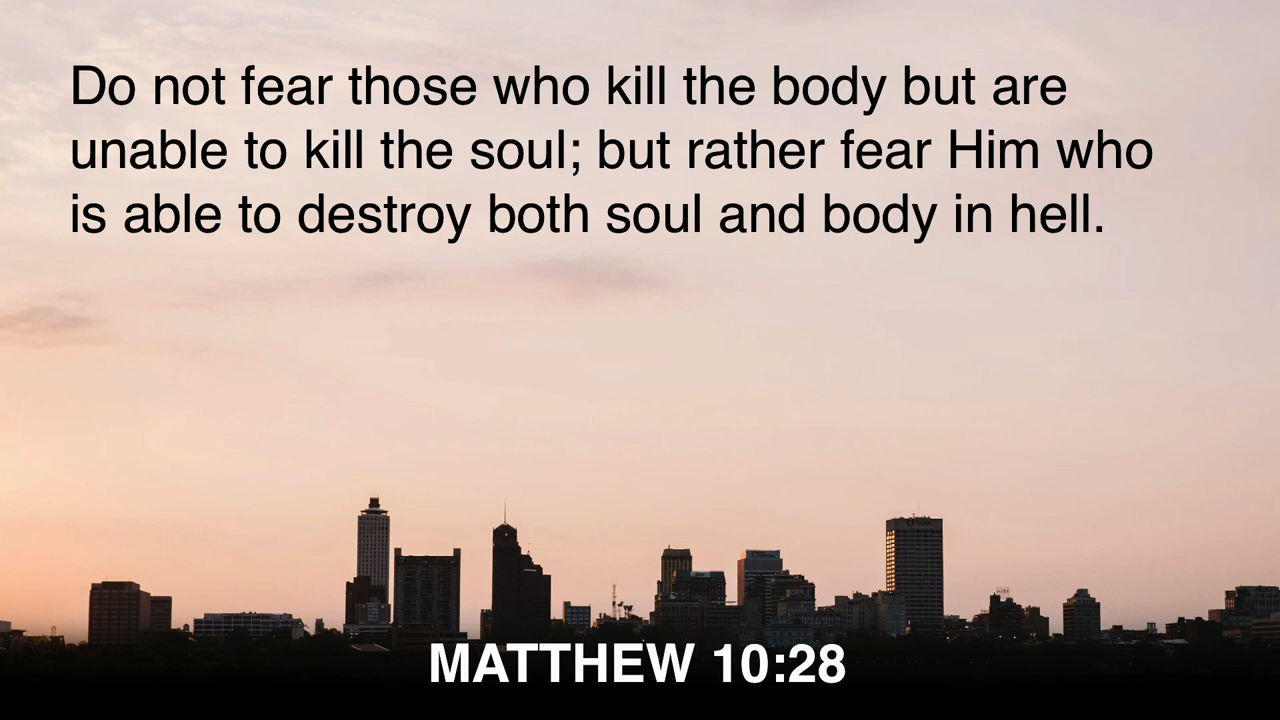 Do not fear those who kill the body but are
unable to kill the soul; but rather fear Him who
is able to destroy both soul and body in hell.
MATTHEW 10:28